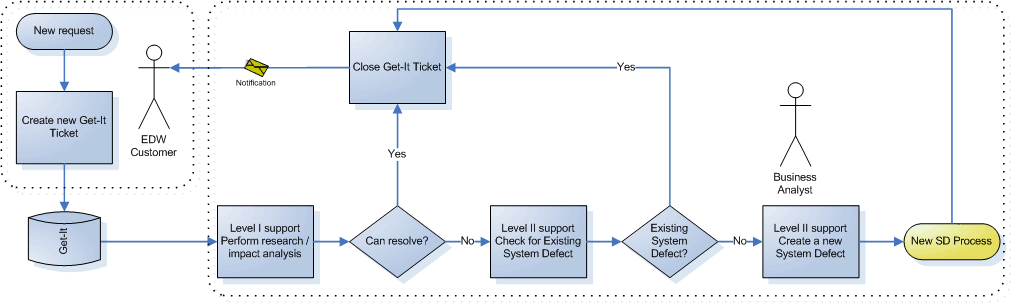 New request
Create new Get-It
Ticket
EDW
Customer
Get-It
Notification
Close Get-It Ticket
Yes
Yes
Business
Analyst
Level I support
Perform research /
impact analysis
Can resolve?
No
Level II support
Check for Existing
System Defect
Existing
System
Defect?
No
Level II support
Create a new
System Defect
New SD Process